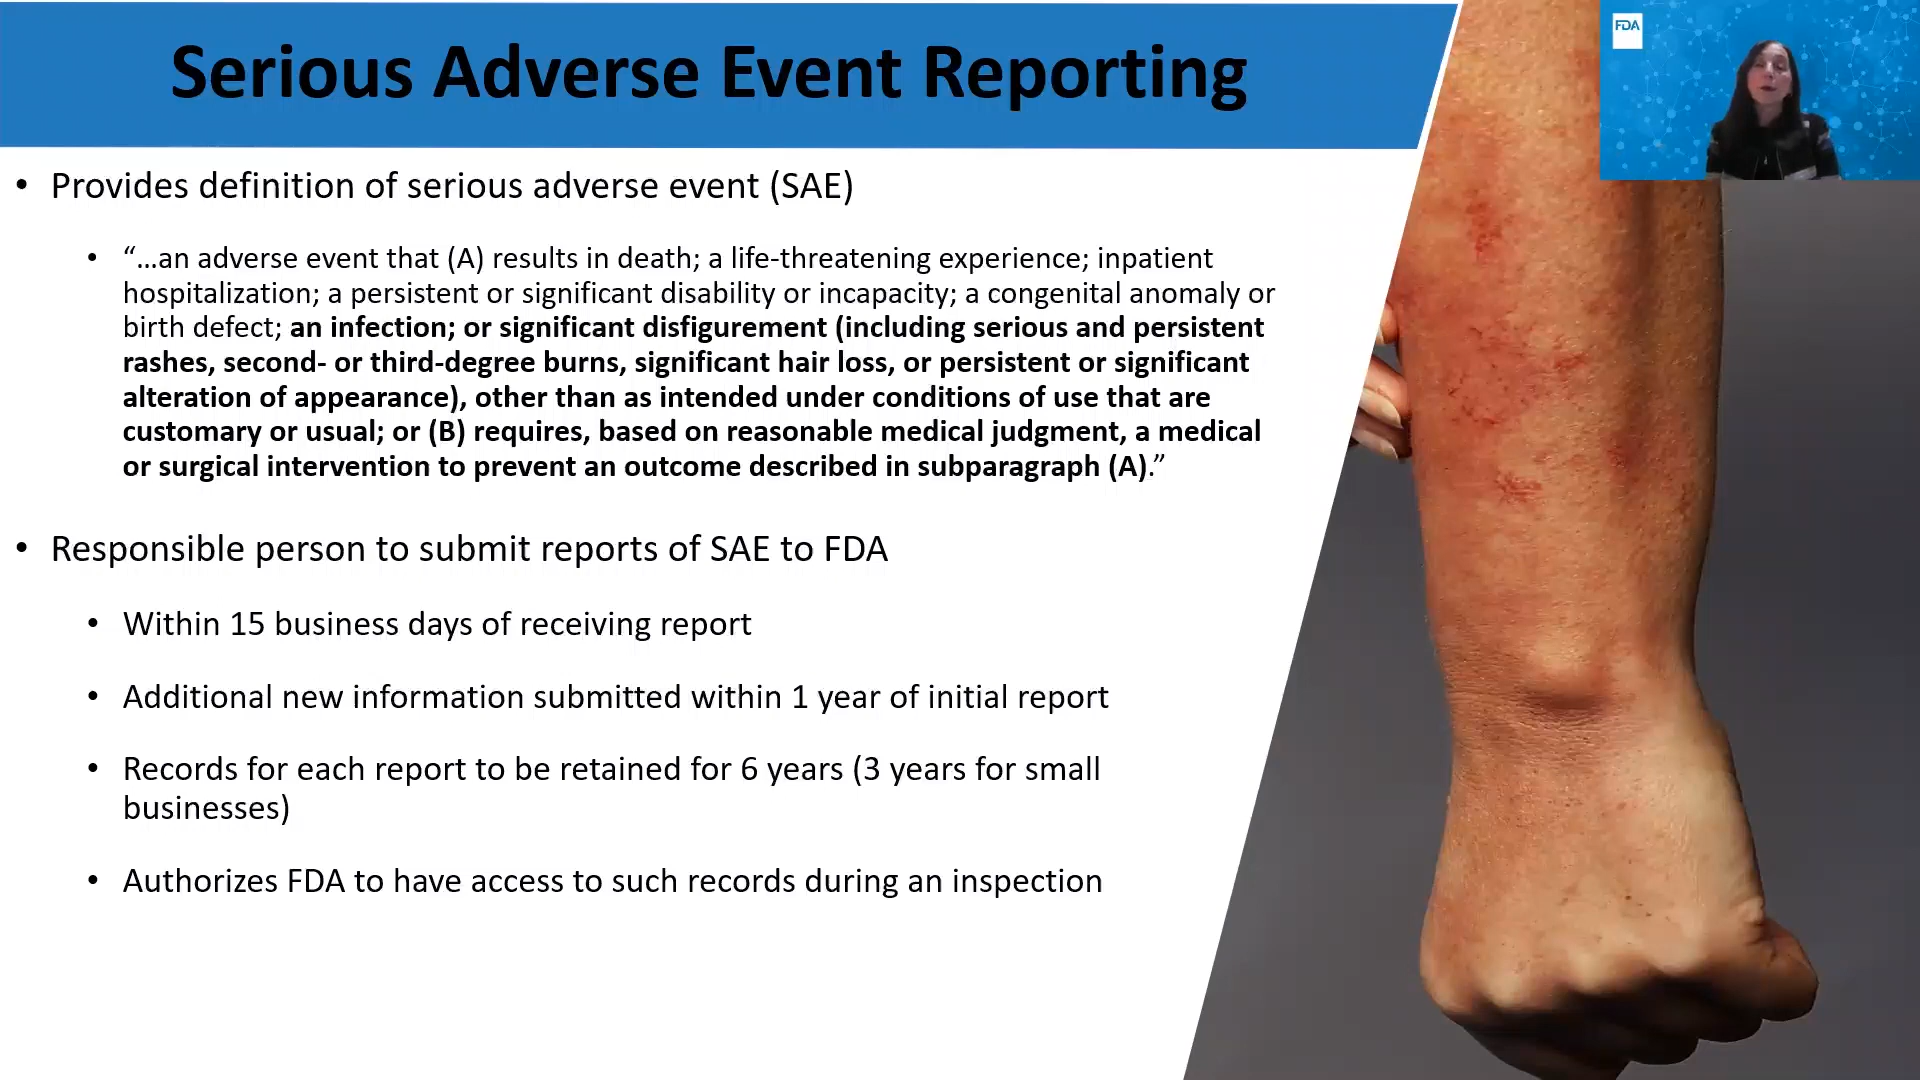 Serious Adverse Event Reporting
FDA
• Provides definition of serious adverse event (SAE)
• “…an adverse event that (A) results in death; a life-threatening experience; inpatient
hospitalization; a persistent or significant disability or incapacity; a congenital anomaly or
birth defect; an infection; or significant disfigurement (including serious and persistent
rashes, second- or third-degree burns, significant hair loss, or persistent or significant
alteration of appearance), other than as intended under conditions of use that are
customary or usual; or (B) requires, based on reasonable medical judgment, a medical
or surgical intervention to prevent an outcome described in subparagraph (A).”
• Responsible person to submit reports of SAE to FDA
• Within 15 business days of receiving report
• Additional new information submitted within 1 year of initial report
• Records for each report to be retained for 6 years (3 years for small
businesses)
• Authorizes FDA to have access to such records during an inspection